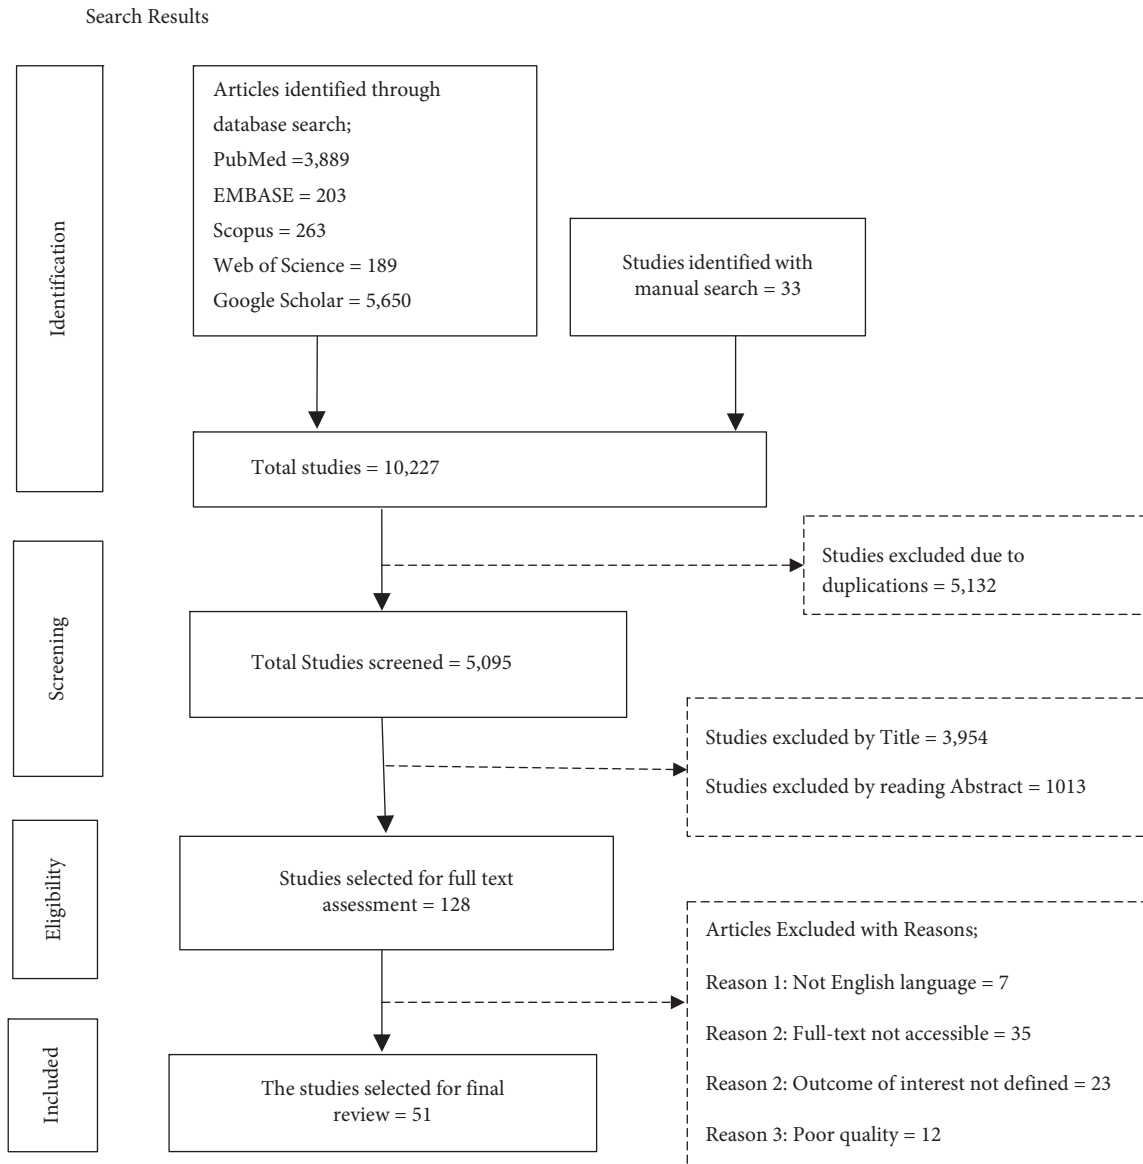 Search Results
Identification
Articles identified through
database search;
PubMed =3,889
EMBASE = 203
Scopus = 263
Web of Science = 189
Google Scholar = 5,650
Studies identified with
manual search = 33
Total studies = 10,227
Studies excluded due to
duplications = 5,132
Screening
Total Studies screened = 5,095
Studies excluded by Title = 3,954
Studies excluded by reading Abstract = 1013
Eligibility
Studies selected for full text
assessment = 128
Articles Excluded with Reasons;
Reason 1: Not English language = 7
Reason 2: Full-text not accessible = 35
Reason 2: Outcome of interest not defined = 23
Reason 3: Poor quality = 12
Included
The studies selected for final
review = 51